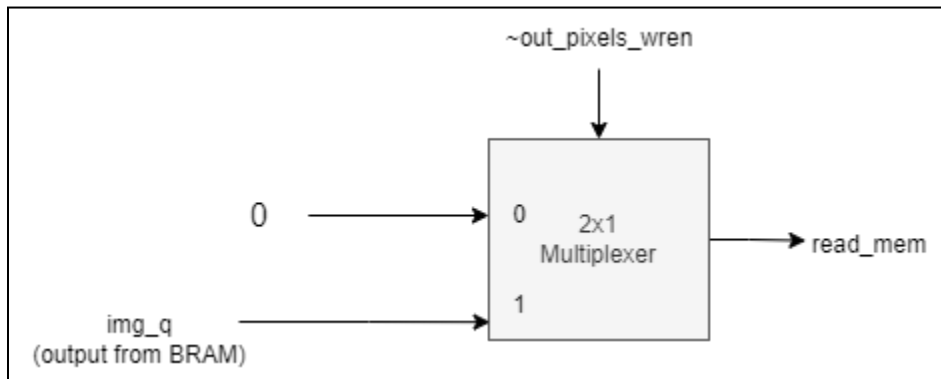 ~out_pixels_wren
0
0
2x1
Multiplexer
read_mem
1
img_q
(output from BRAM)